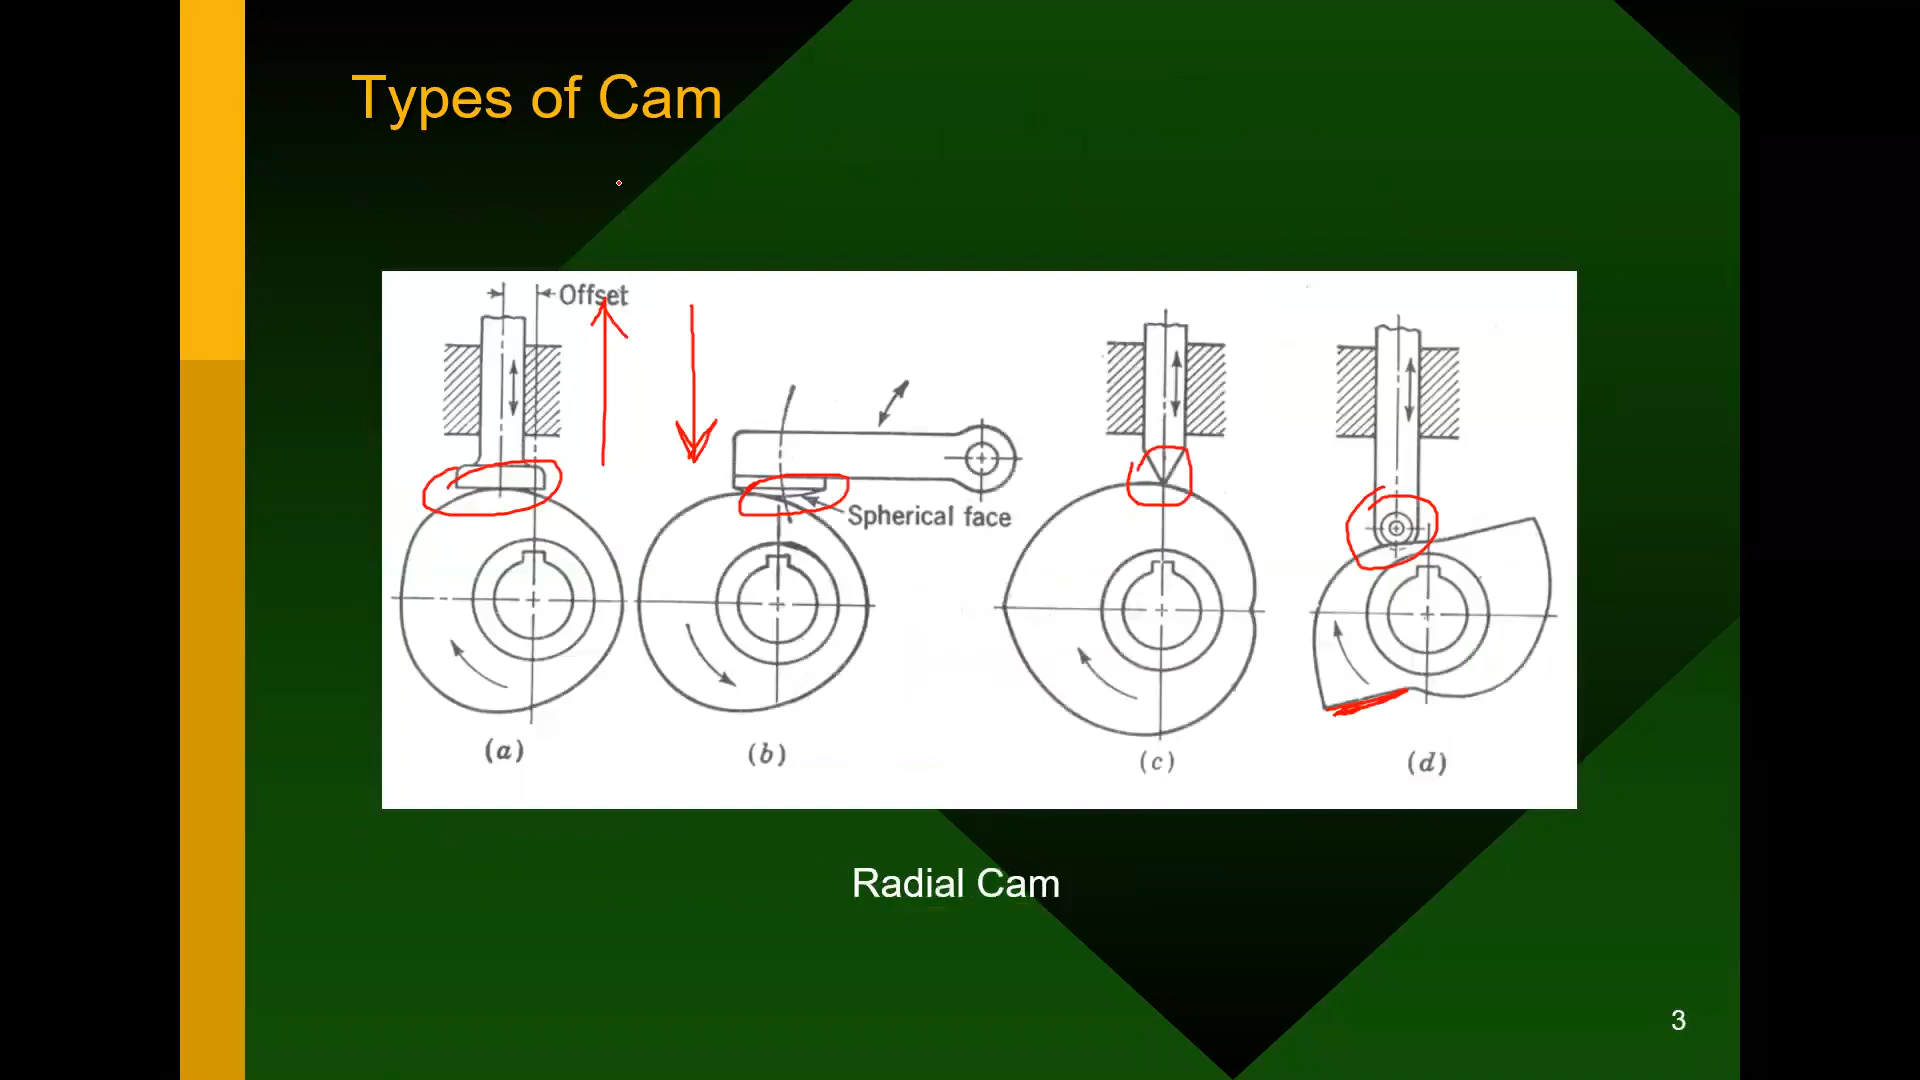 Types of Cam
Offset
Spherical face
(a)
(b)
(c)
(d)
Radial Cam
3